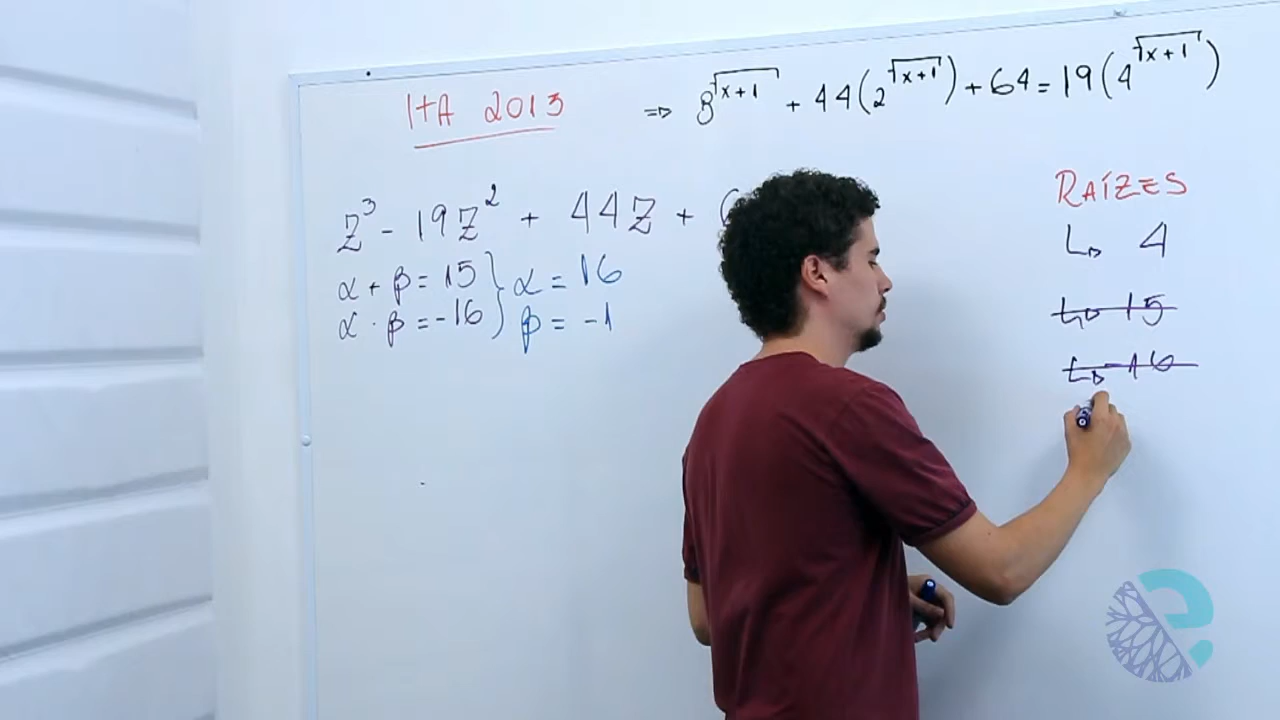 ITA 2013 => 8^√(x+1) + 44(2^√(x+1)) + 64 = 19(4^√(x+1))
z³ - 19z² + 44z +
α + β = 15 } α = 16
α · β = -16 } β = -1
RAÍZES
↳ 4
↳ 15
↳ -16